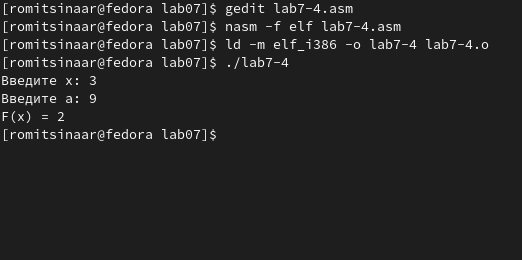 [romitsinaar@fedora lab07]$ gedit lab7-4.asm
[romitsinaar@fedora lab07]$ nasm -f elf lab7-4.asm
[romitsinaar@fedora lab07]$ ld -m elf_i386 -o lab7-4 lab7-4.o
[romitsinaar@fedora lab07]$ ./lab7-4
Введите x: 3
Введите a: 9
F(x) = 2
[romitsinaar@fedora lab07]$